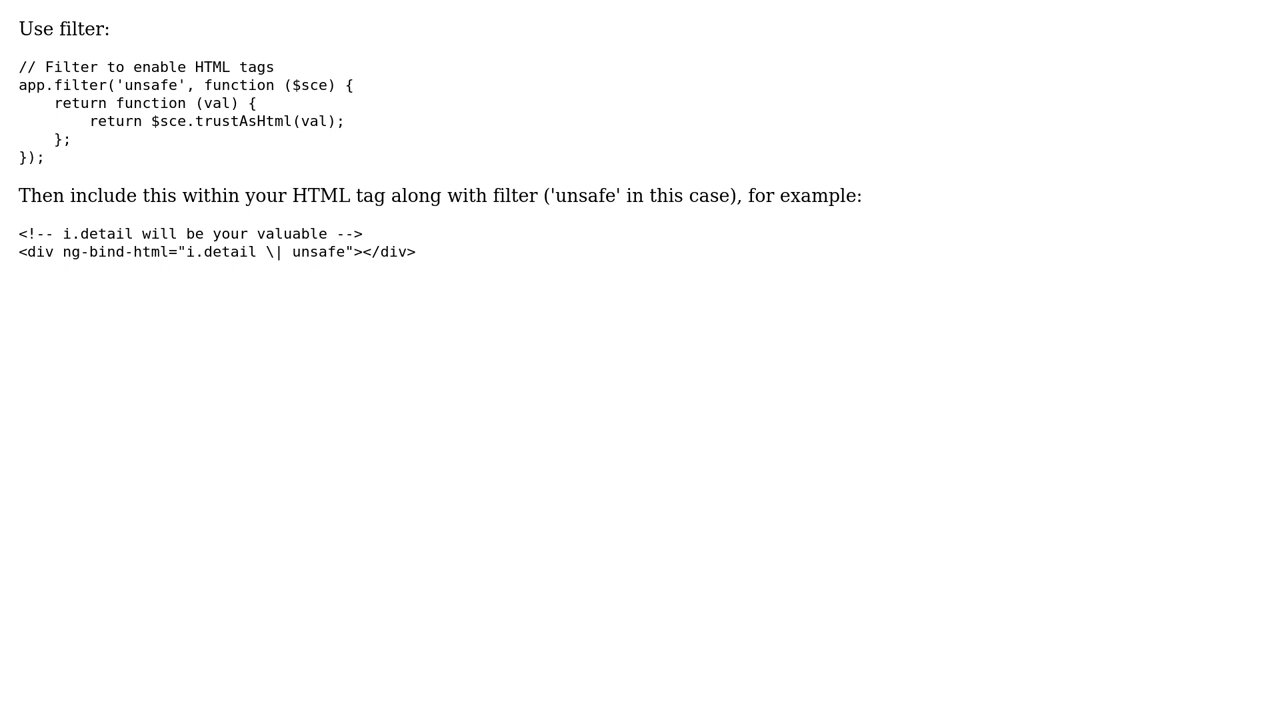 Use filter:
// Filter to enable HTML tags
app.filter('unsafe', function ($sce) {
    return function (val) {
        return $sce.trustAsHtml(val);
    };
});
Then include this within your HTML tag along with filter ('unsafe' in this case), for example:
<!-- i.detail will be your valuable -->
<div ng-bind-html="i.detail \| unsafe"></div>